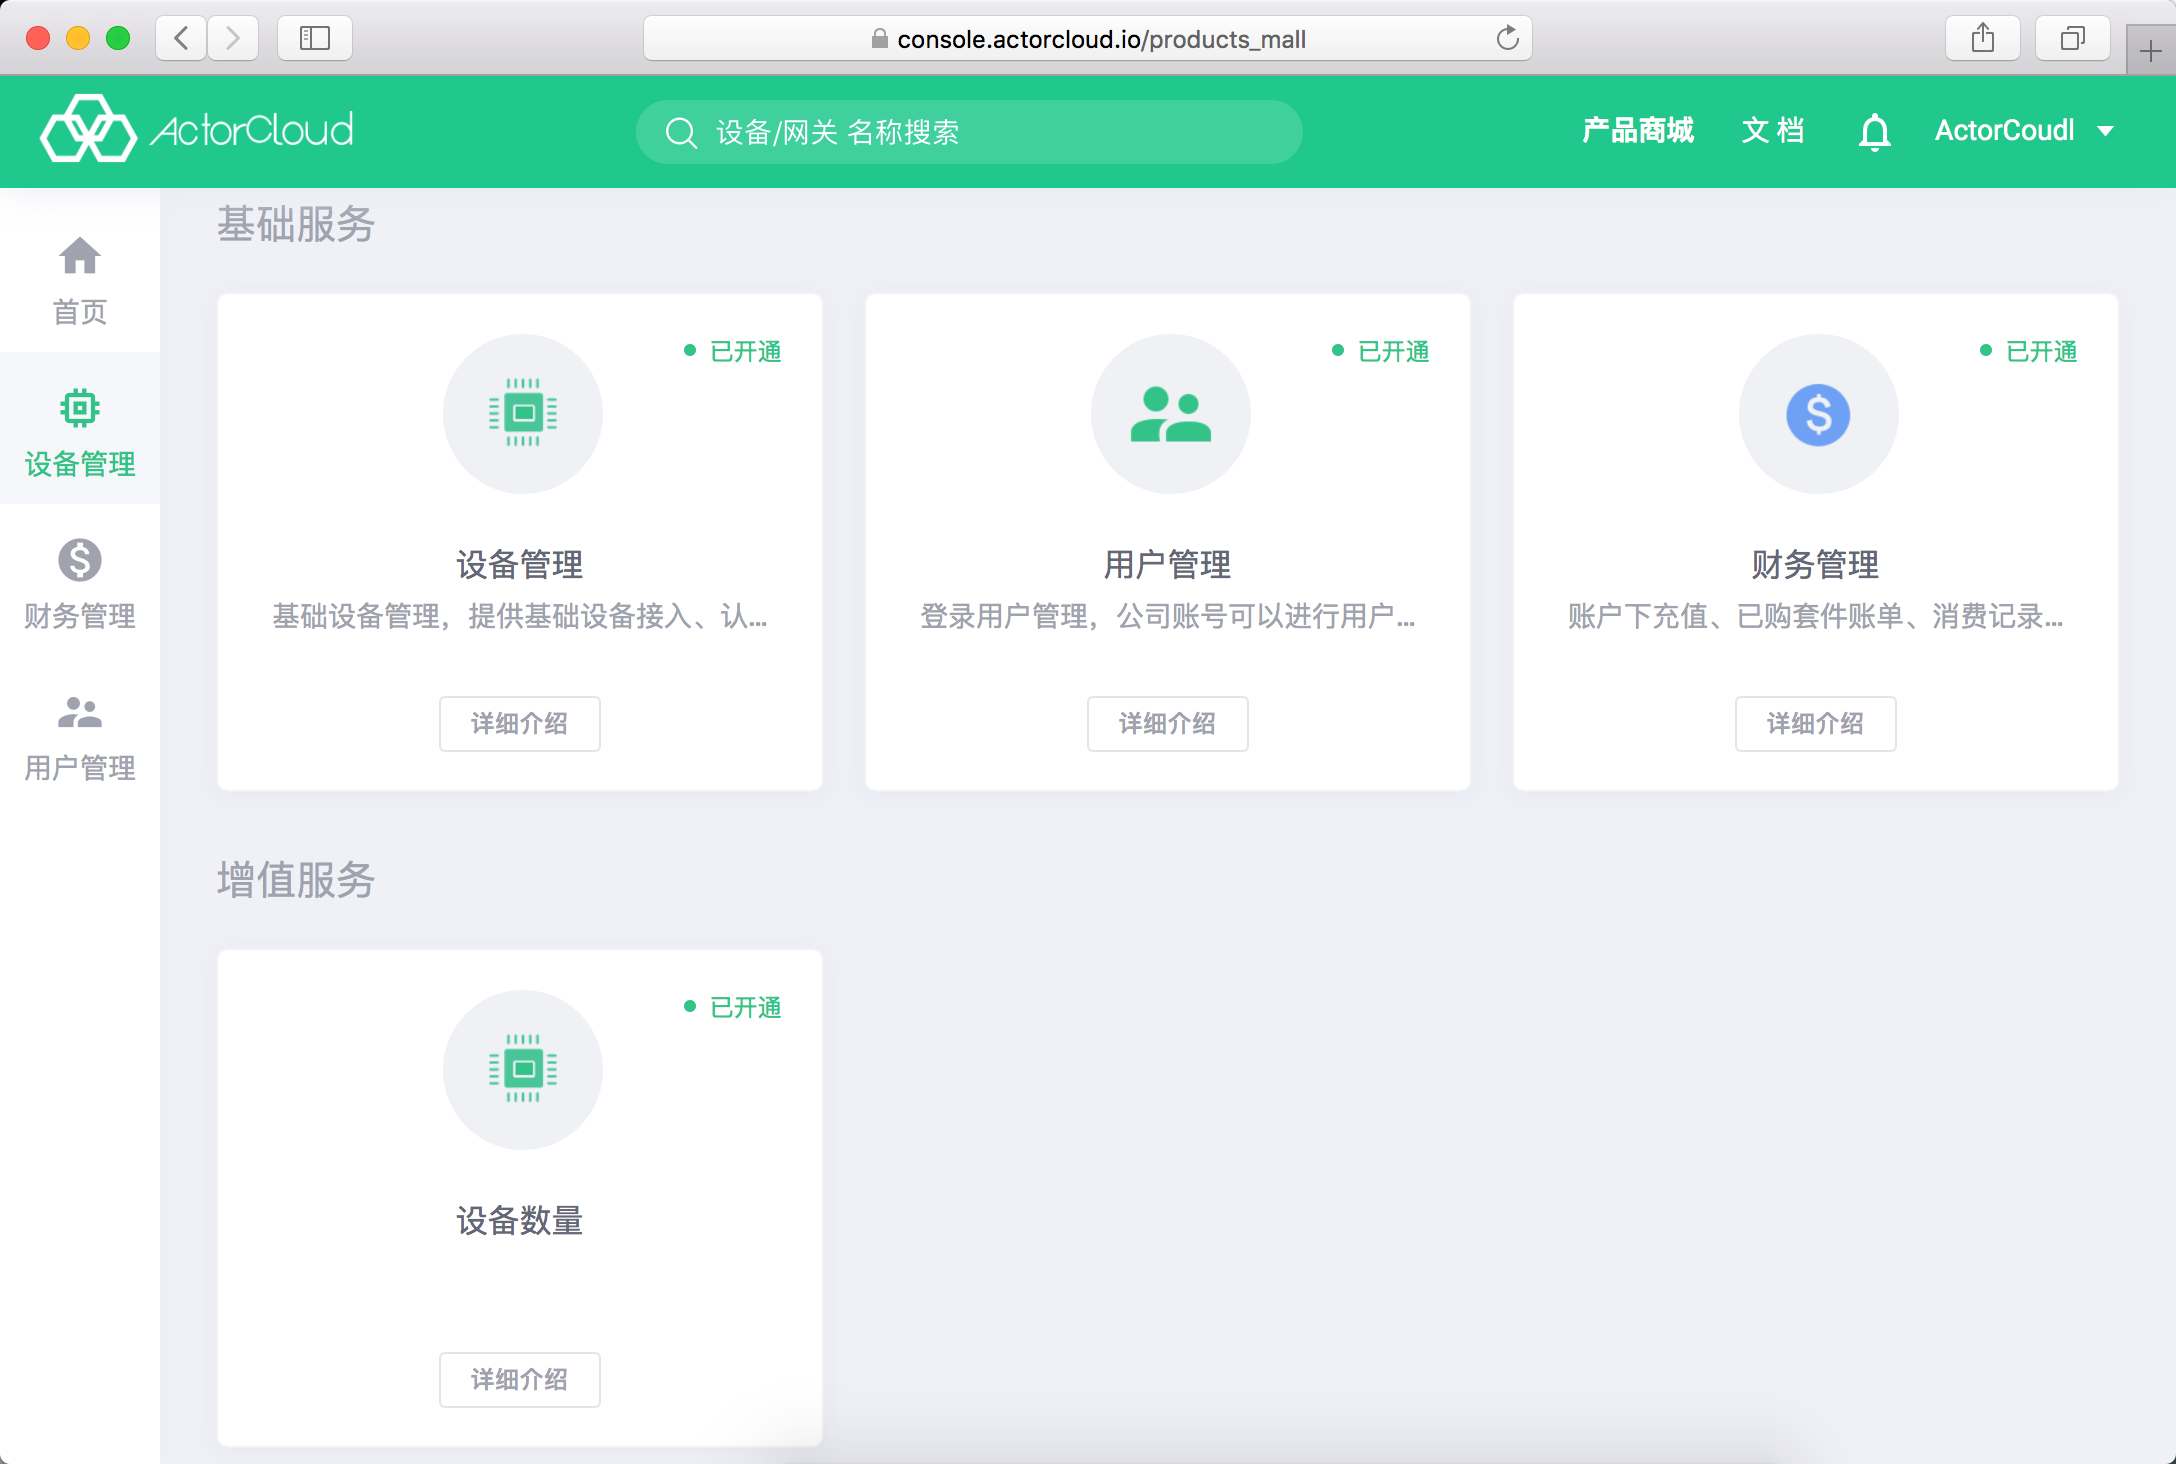 console.actorcloud.io/products_mall
ActorCloud
设备/网关 名称搜索
产品商城
文 档
ActorCoudl
首页
设备管理
财务管理
用户管理
基础服务
已开通
设备管理
基础设备管理，提供基础设备接入、认...
详细介绍
已开通
用户管理
登录用户管理，公司账号可以进行用户...
详细介绍
已开通
财务管理
账户下充值、已购套件账单、消费记录...
详细介绍
增值服务
已开通
设备数量
详细介绍